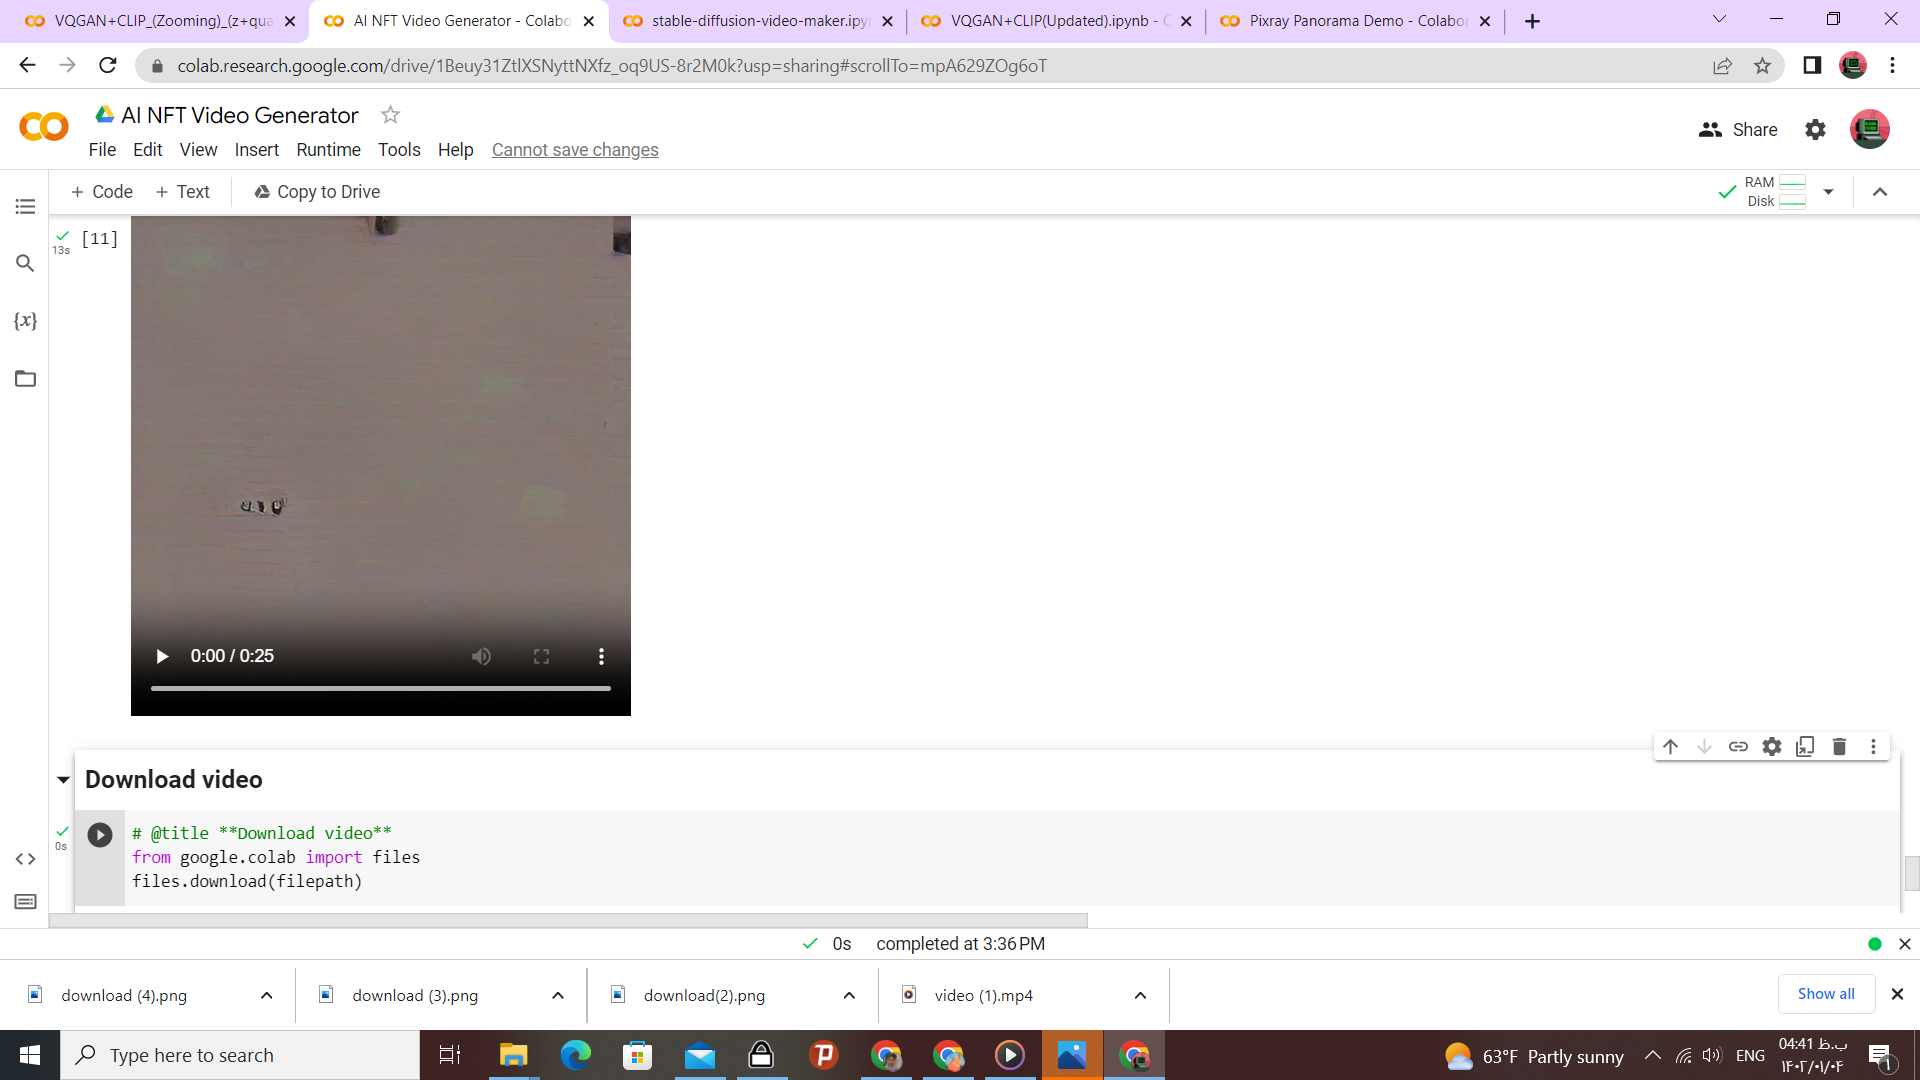 VQGAN+CLIP_(Zooming)_(z+qua
AI NFT Video Generator - Colabo
stable-diffusion-video-maker.ipy
VQGAN+CLIP(Updated).ipynb - C
Pixray Panorama Demo - Colabor
colab.research.google.com/drive/1Beuy31ZtlXSNyttNXfz_oq9US-8r2M0k?usp=sharing#scrollTo=mpA629ZOg6oT
AI NFT Video Generator
Share
File Edit View Insert Runtime Tools Help Cannot save changes
+ Code + Text Copy to Drive
RAM
Disk
[11]
13s
{x}
0:00 / 0:25
Download video
0s
# @title **Download video**
from google.colab import files
files.download(filepath)
0s completed at 3:36 PM
download (4).png
download (3).png
download(2).png
video (1).mp4
Show all
Type here to search
63°F Partly sunny
ENG
04:41 ب.ظ
۱۴۰۲/۰۱/۰۴
۱